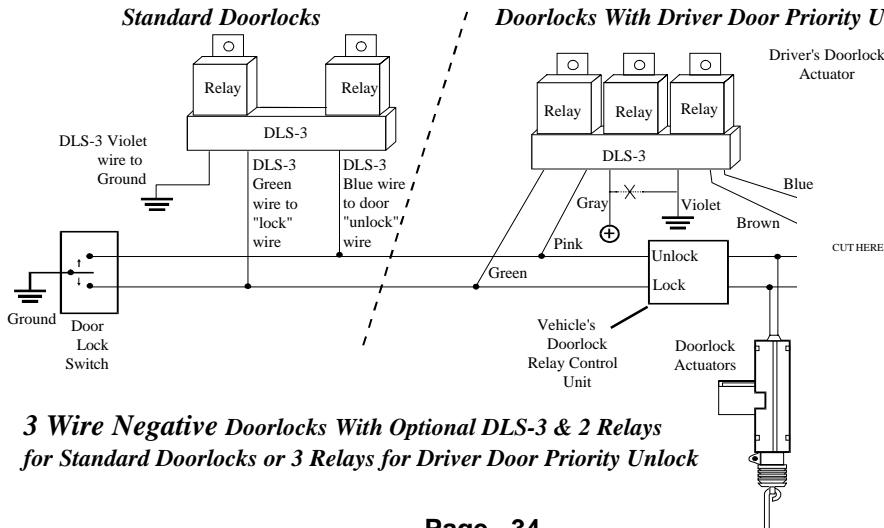 Standard Doorlocks
Relay
Relay
DLS-3
DLS-3 Violet
wire to
Ground
DLS-3
Green
wire to
"lock"
wire
DLS-3
Blue wire
to door
"unlock"
wire
Ground
Door
Lock
Switch
Doorlocks With Driver Door Priority U
Driver's Doorlock
Actuator
Relay
Relay
Relay
DLS-3
Gray
X
Violet
Blue
Brown
CUT HERE
Pink
Green
Unlock
Lock
Vehicle's
Doorlock
Relay Control
Unit
Doorlock
Actuators
3 Wire Negative Doorlocks With Optional DLS-3 & 2 Relays
for Standard Doorlocks or 3 Relays for Driver Door Priority Unlock
Page - 34